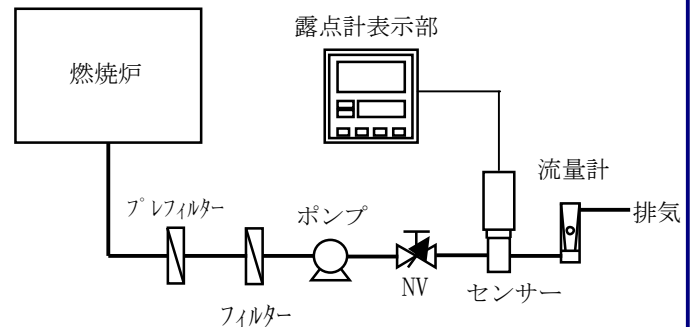 露点計表示部
燃焼炉
流量計
プレフィルター
ポンプ
排気
NV
センサー
フィルター